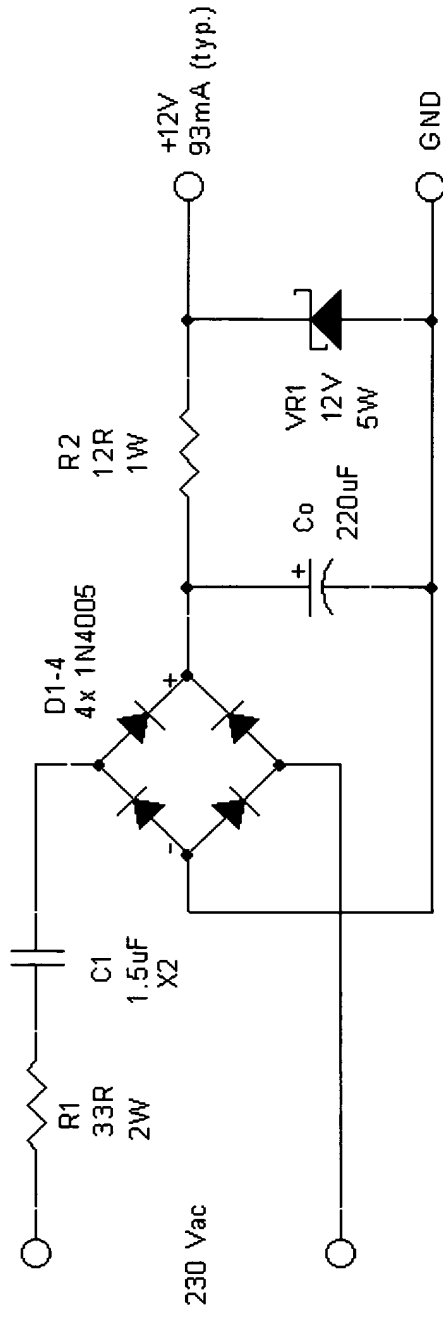 230 Vac
R1
33R
2W
C1
1.5uF
X2
D1-4
4x 1N4005
-
+
R2
12R
1W
+
Co
220uF
VR1
12V
5W
+12V
93mA (typ.)
GND